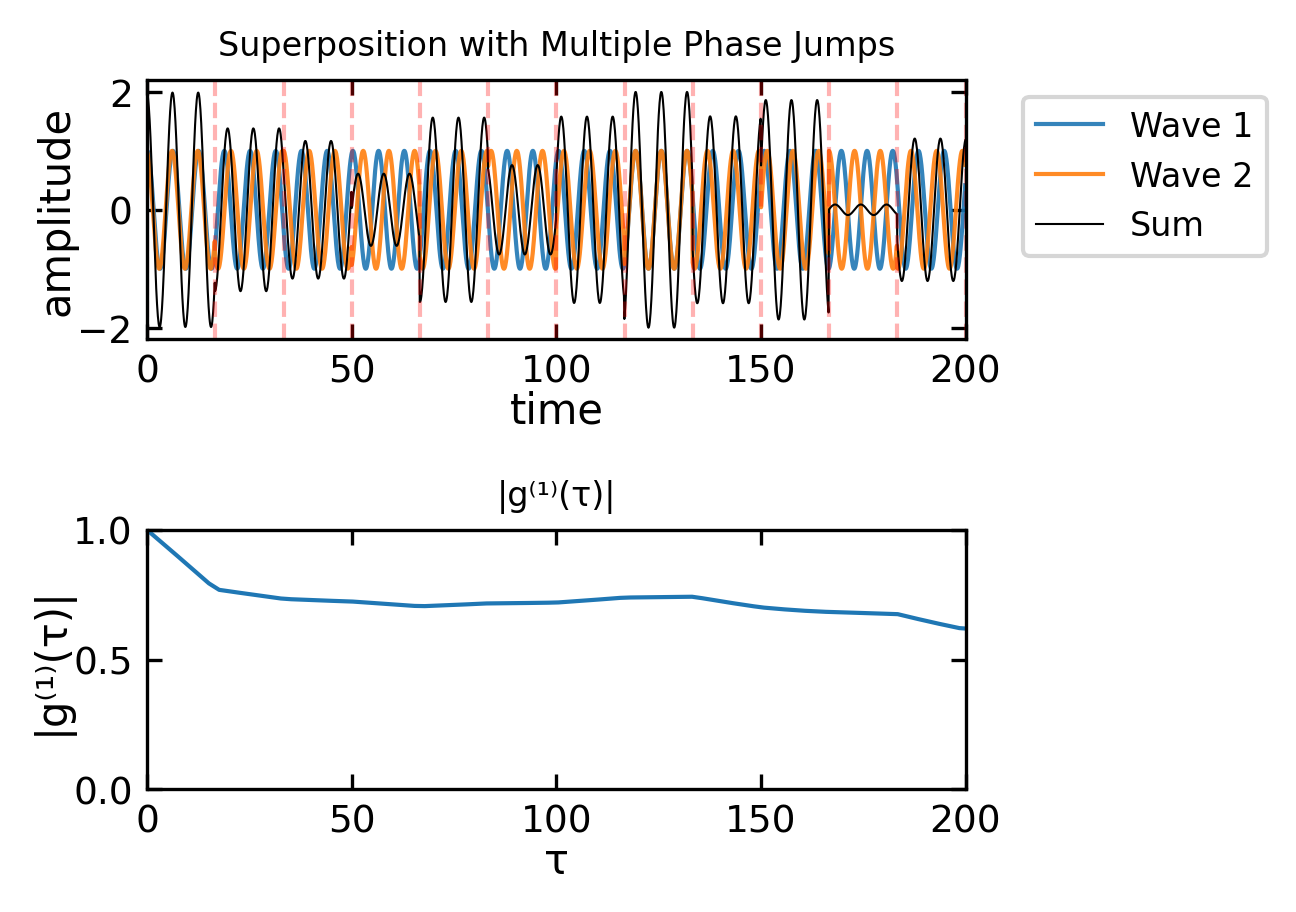 Superposition with Multiple Phase Jumps
amplitude
2
0
−2
0 50 100 150 200
time
Wave 1
Wave 2
Sum
|g⁽¹⁾(τ)|
|g⁽¹⁾(τ)|
1.0
0.5
0.0
0 50 100 150 200
τ